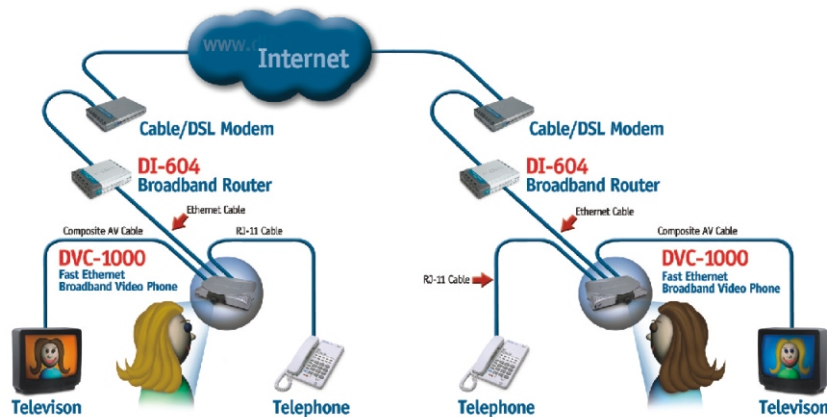 Internet
Cable/DSL Modem
DI-604
Broadband Router
Ethernet Cable
Composite AV Cable
RJ-11 Cable
DVC-1000
Fast Ethernet
Broadband Video Phone
Televison
Telephone
Cable/DSL Modem
DI-604
Broadband Router
Ethernet Cable
Composite AV Cable
RJ-11 Cable
DVC-1000
Fast Ethernet
Broadband Video Phone
Telephone
Televison